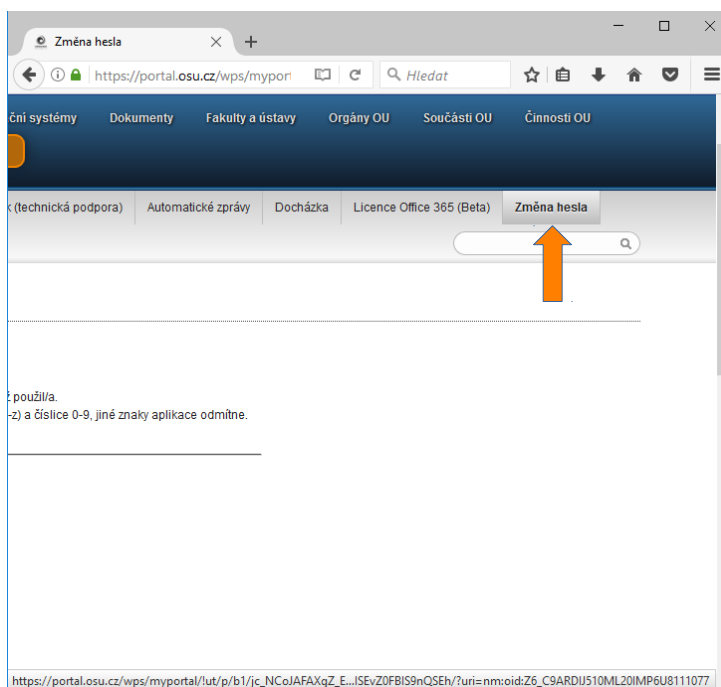 Změna hesla
https://portal.osu.cz/wps/myport
Hledat
ční systémy Dokumenty Fakulty a ústavy Orgány OU Součásti OU Činnosti OU
k (technická podpora) Automatické zprávy Docházka Licence Office 365 (Beta) Změna hesla
ž použil/a.
-z) a číslice 0-9, jiné znaky aplikace odmítne.
https://portal.osu.cz/wps/myportal/!ut/p/b1/jc_NCoJAFAXgZ_E...lSEvZ0FBIS9nQSEh/?uri=nm:oid:Z6_C9ARDIJ510ML20IMP6U8111077